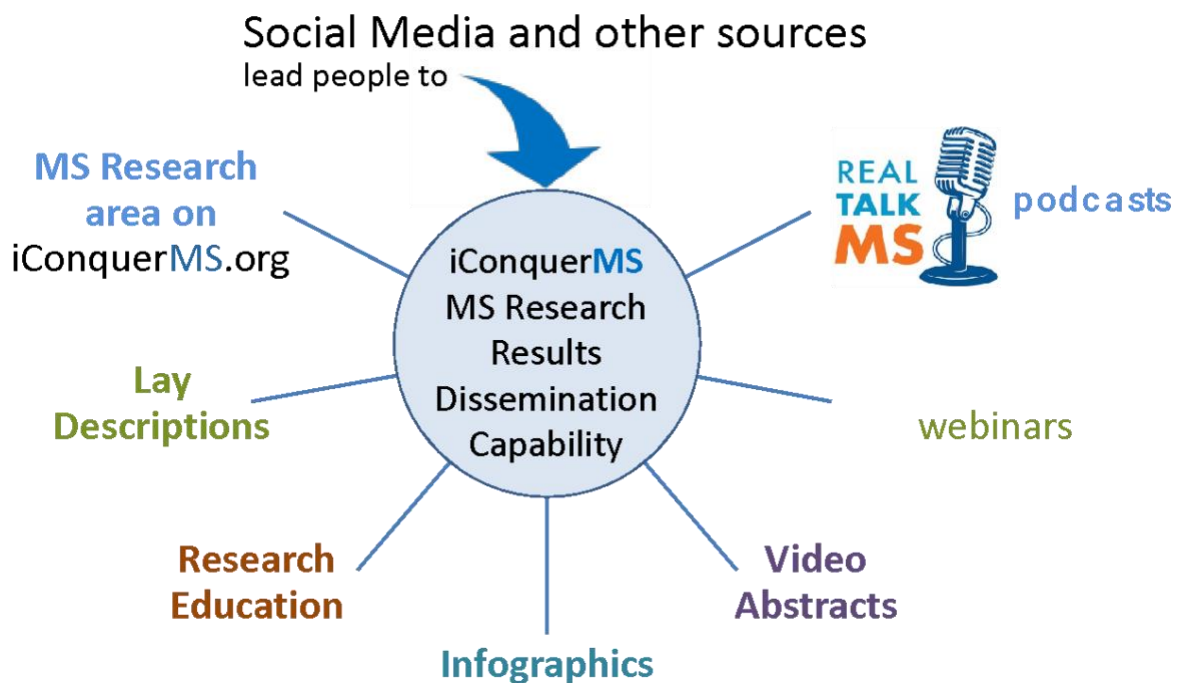 Social Media and other sources
lead people to
MS Research
area on
iConquerMS.org
REAL
TALK
MS
podcasts
iConquerMS
MS Research
Results
Dissemination
Capability
Lay
Descriptions
webinars
Research
Education
Video
Abstracts
Infographics